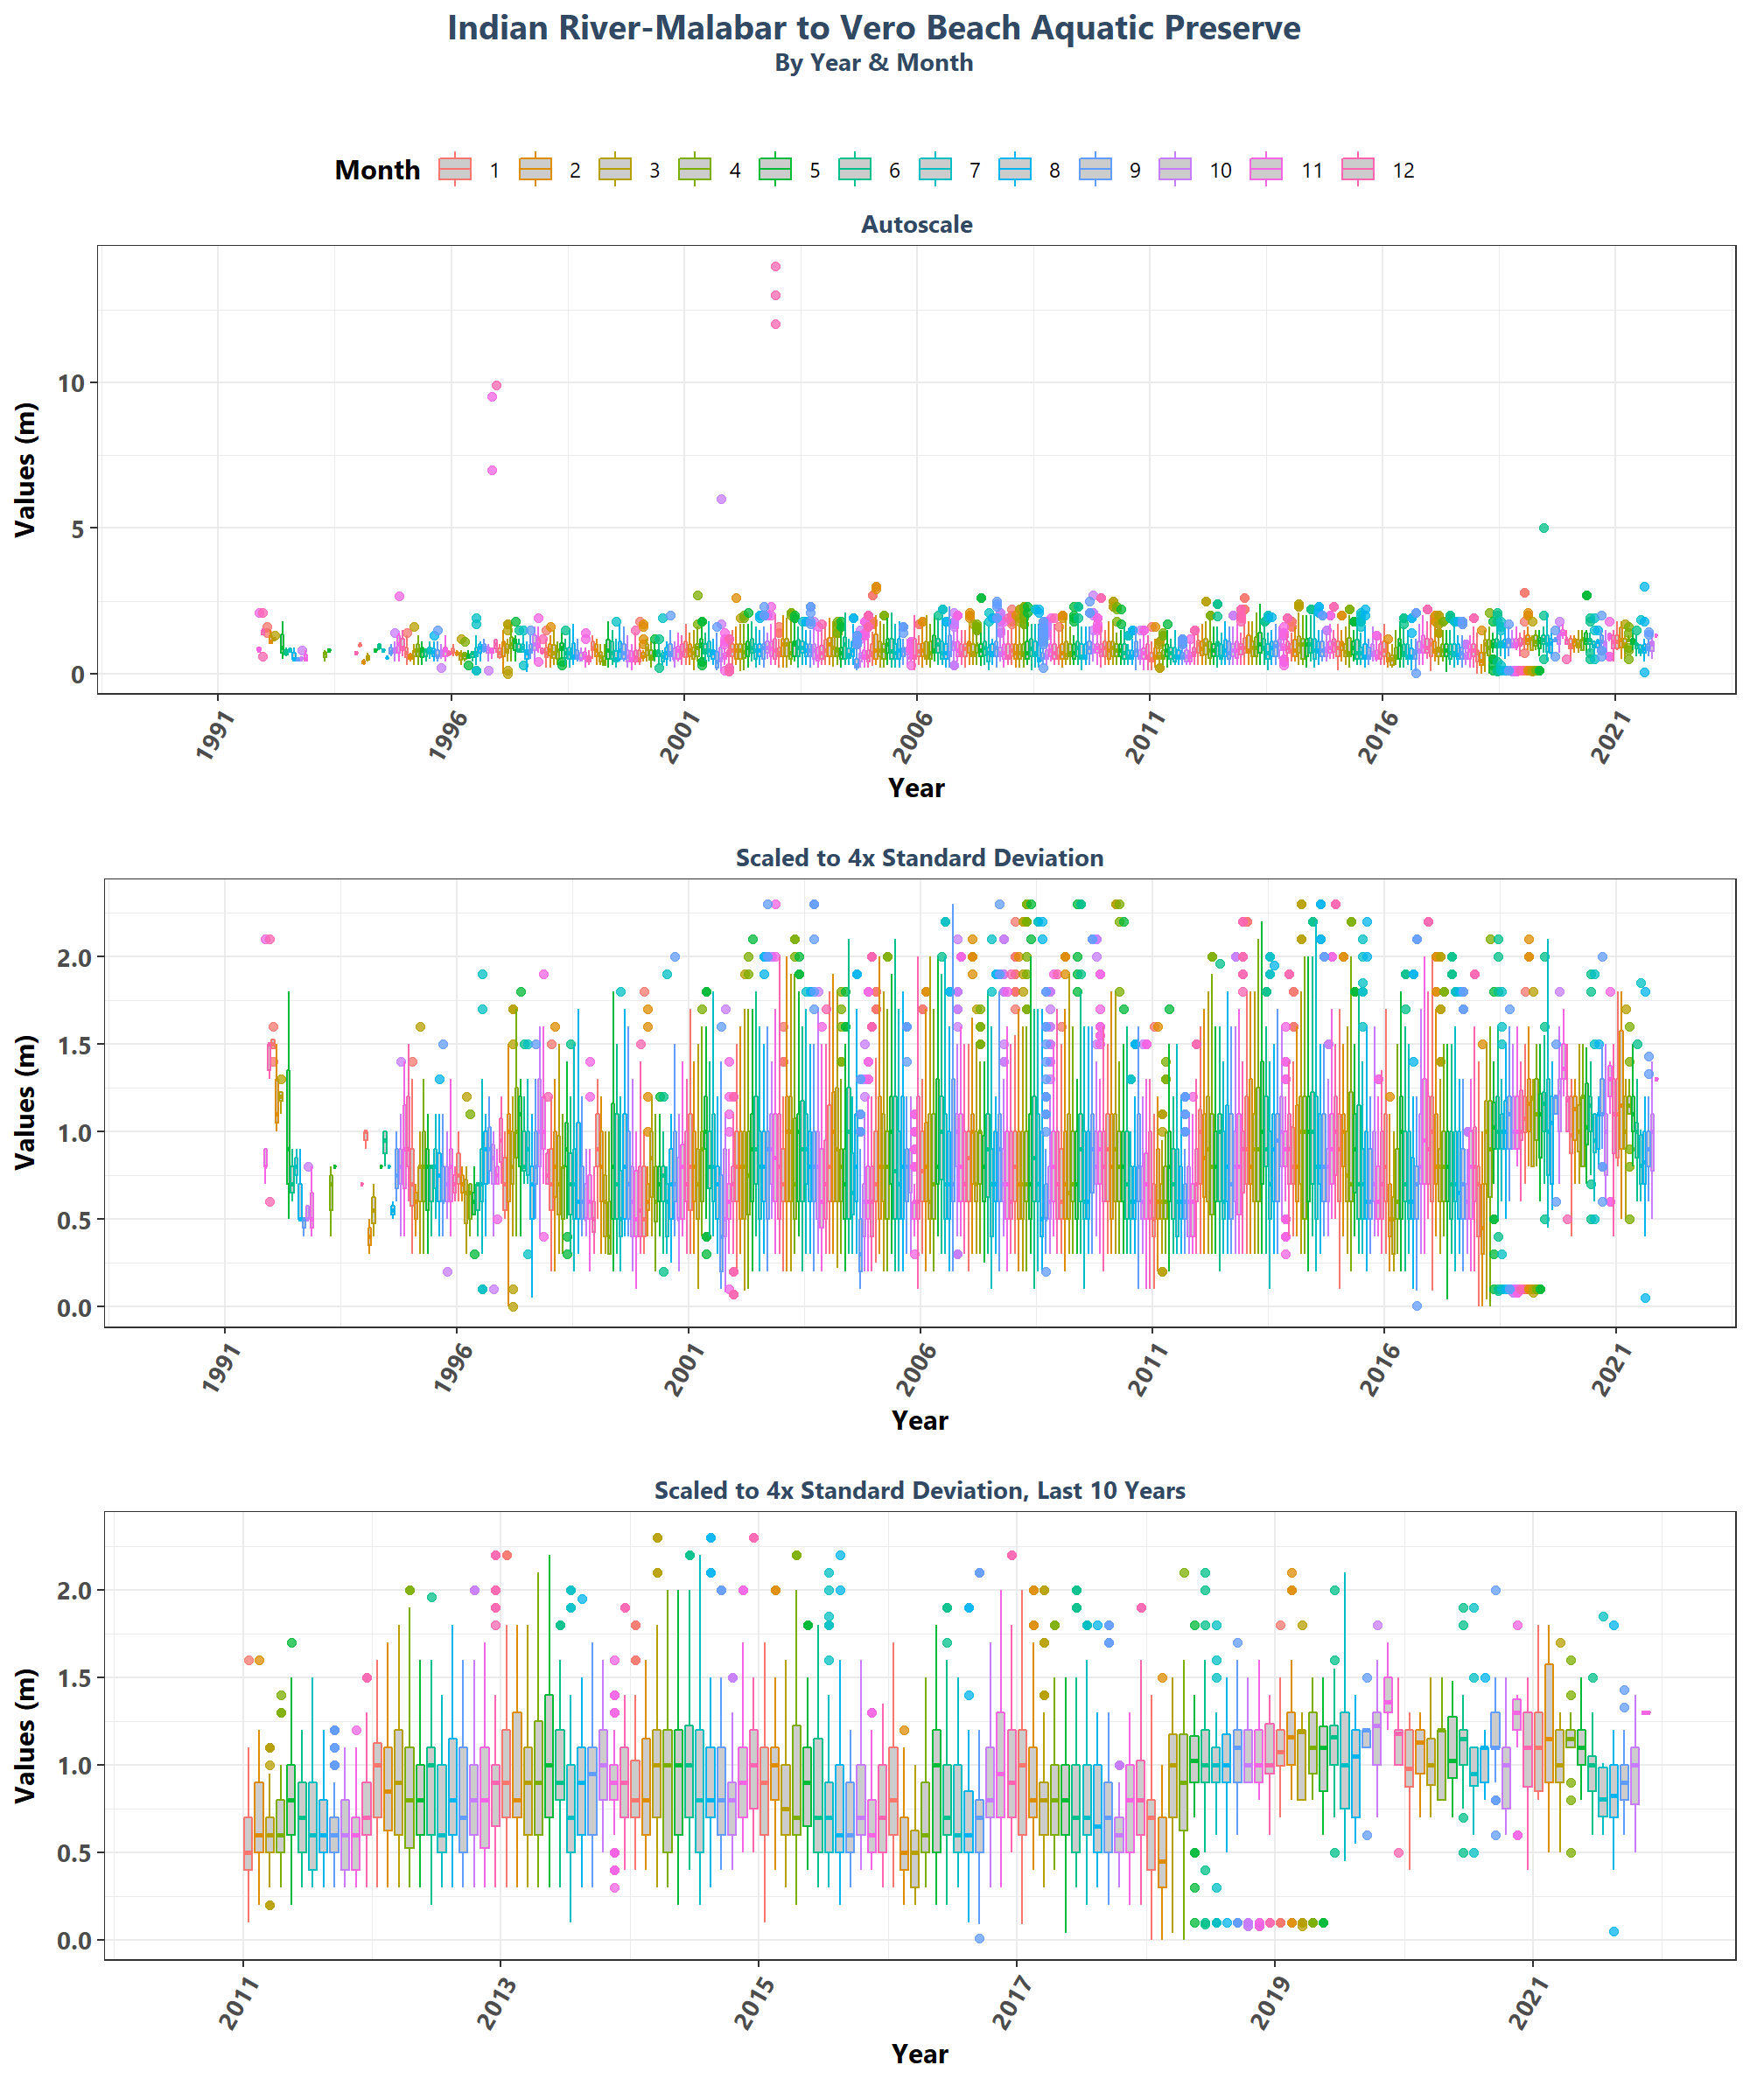 Indian River-Malabar to Vero Beach Aquatic Preserve
By Year & Month
Month 1 2 3 4 5 6 7 8 9 10 11 12
Autoscale
Values (m)
10
5
0
1991 1996 2001 2006 2011 2016 2021
Year
Scaled to 4x Standard Deviation
Values (m)
2.0
1.5
1.0
0.5
0.0
1991 1996 2001 2006 2011 2016 2021
Year
Scaled to 4x Standard Deviation, Last 10 Years
Values (m)
2.0
1.5
1.0
0.5
0.0
2011 2013 2015 2017 2019 2021
Year